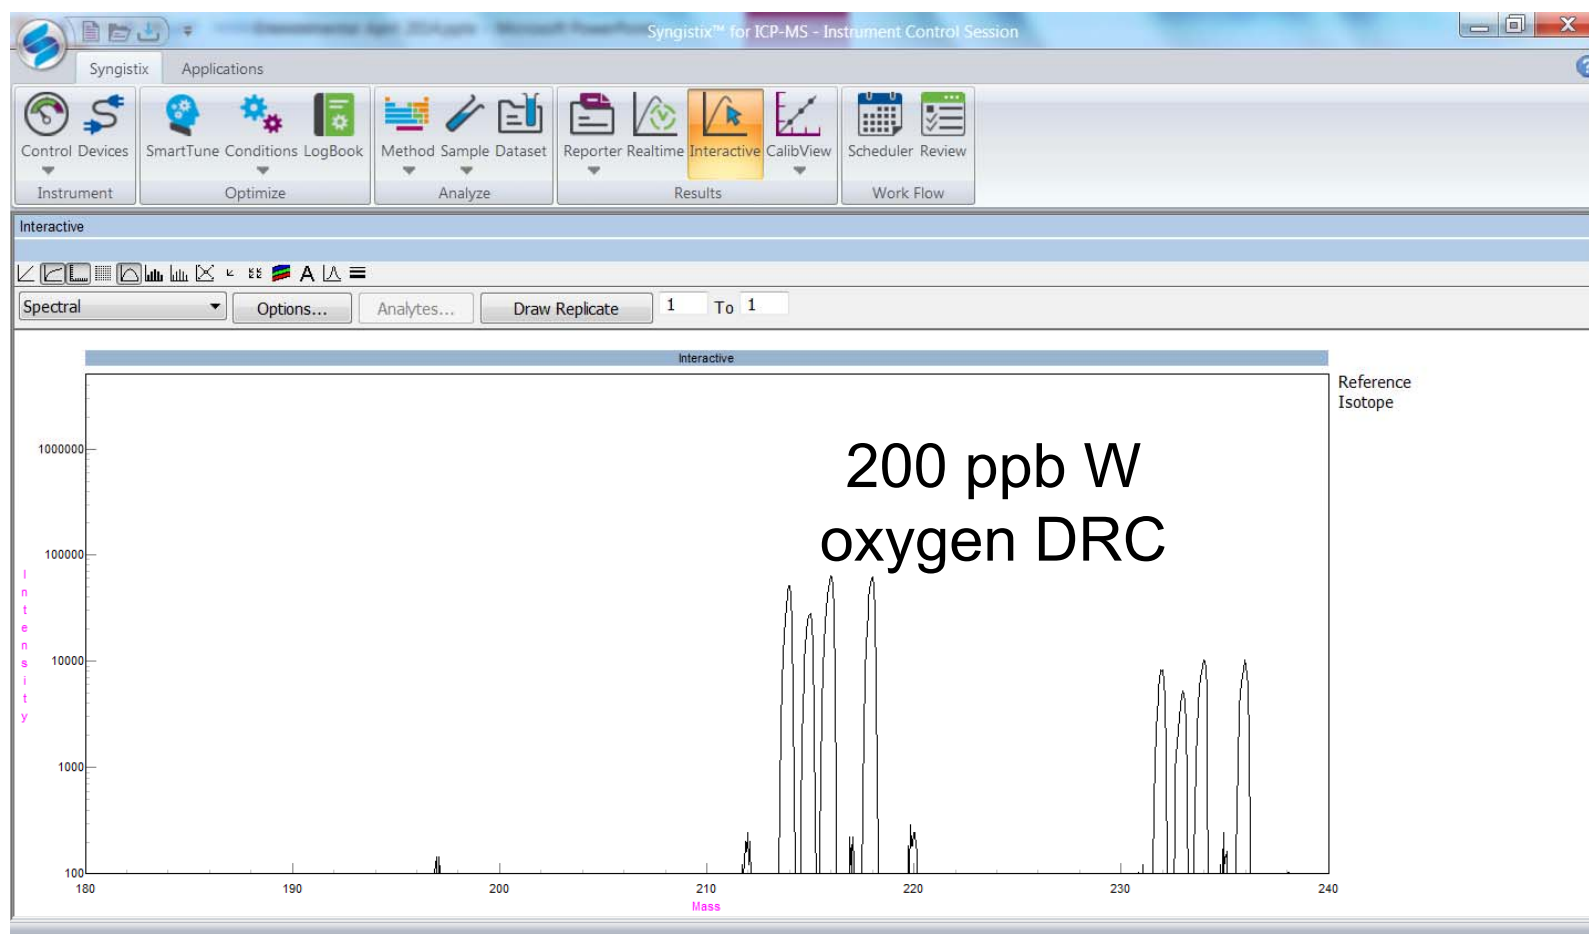 Syngistix™ for ICP-MS - Instrument Control Session
Syngistix Applications
Control Devices SmartTune Conditions LogBook Method Sample Dataset Reporter Realtime Interactive CalibView Scheduler Review
Instrument Optimize Analyze Results Work Flow
Interactive
A
Spectral Options... Analytes... Draw Replicate 1 To 1
Interactive
Reference
Isotope
200 ppb W
oxygen DRC
Intensity
1000000
100000
10000
1000
100
180 190 200 210 220 230 240
Mass